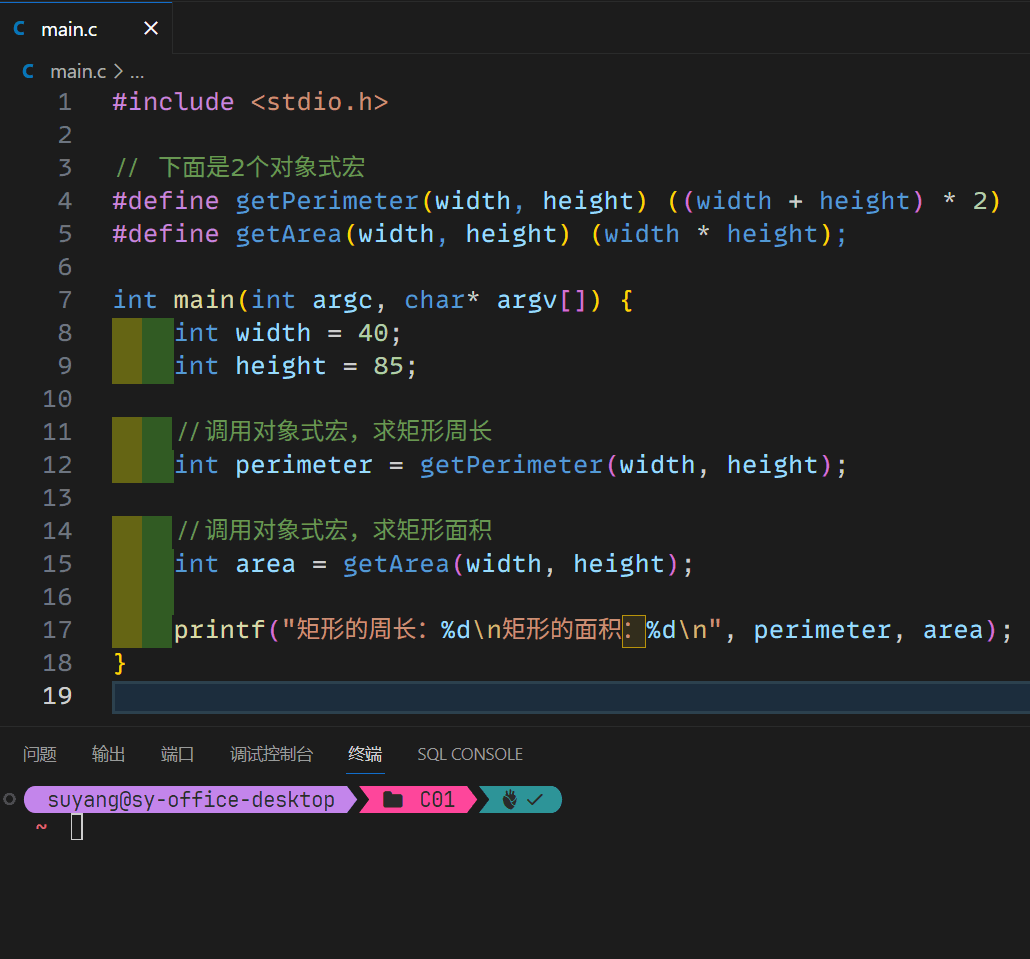 main.c
main.c > ...
1 #include <stdio.h>
2
3 // 下面是2个对象式宏
4 #define getPerimeter(width, height) ((width + height) * 2)
5 #define getArea(width, height) (width * height);
6
7 int main(int argc, char* argv[]) {
8 int width = 40;
9 int height = 85;
10
11 //调用对象式宏，求矩形周长
12 int perimeter = getPerimeter(width, height);
13
14 //调用对象式宏，求矩形面积
15 int area = getArea(width, height);
16
17 printf("矩形的周长：%d\n矩形的面积：%d\n", perimeter, area);
18 }
19
问题 输出 端口 调试控制台 终端 SQL CONSOLE
suyang@sy-office-desktop C01
~